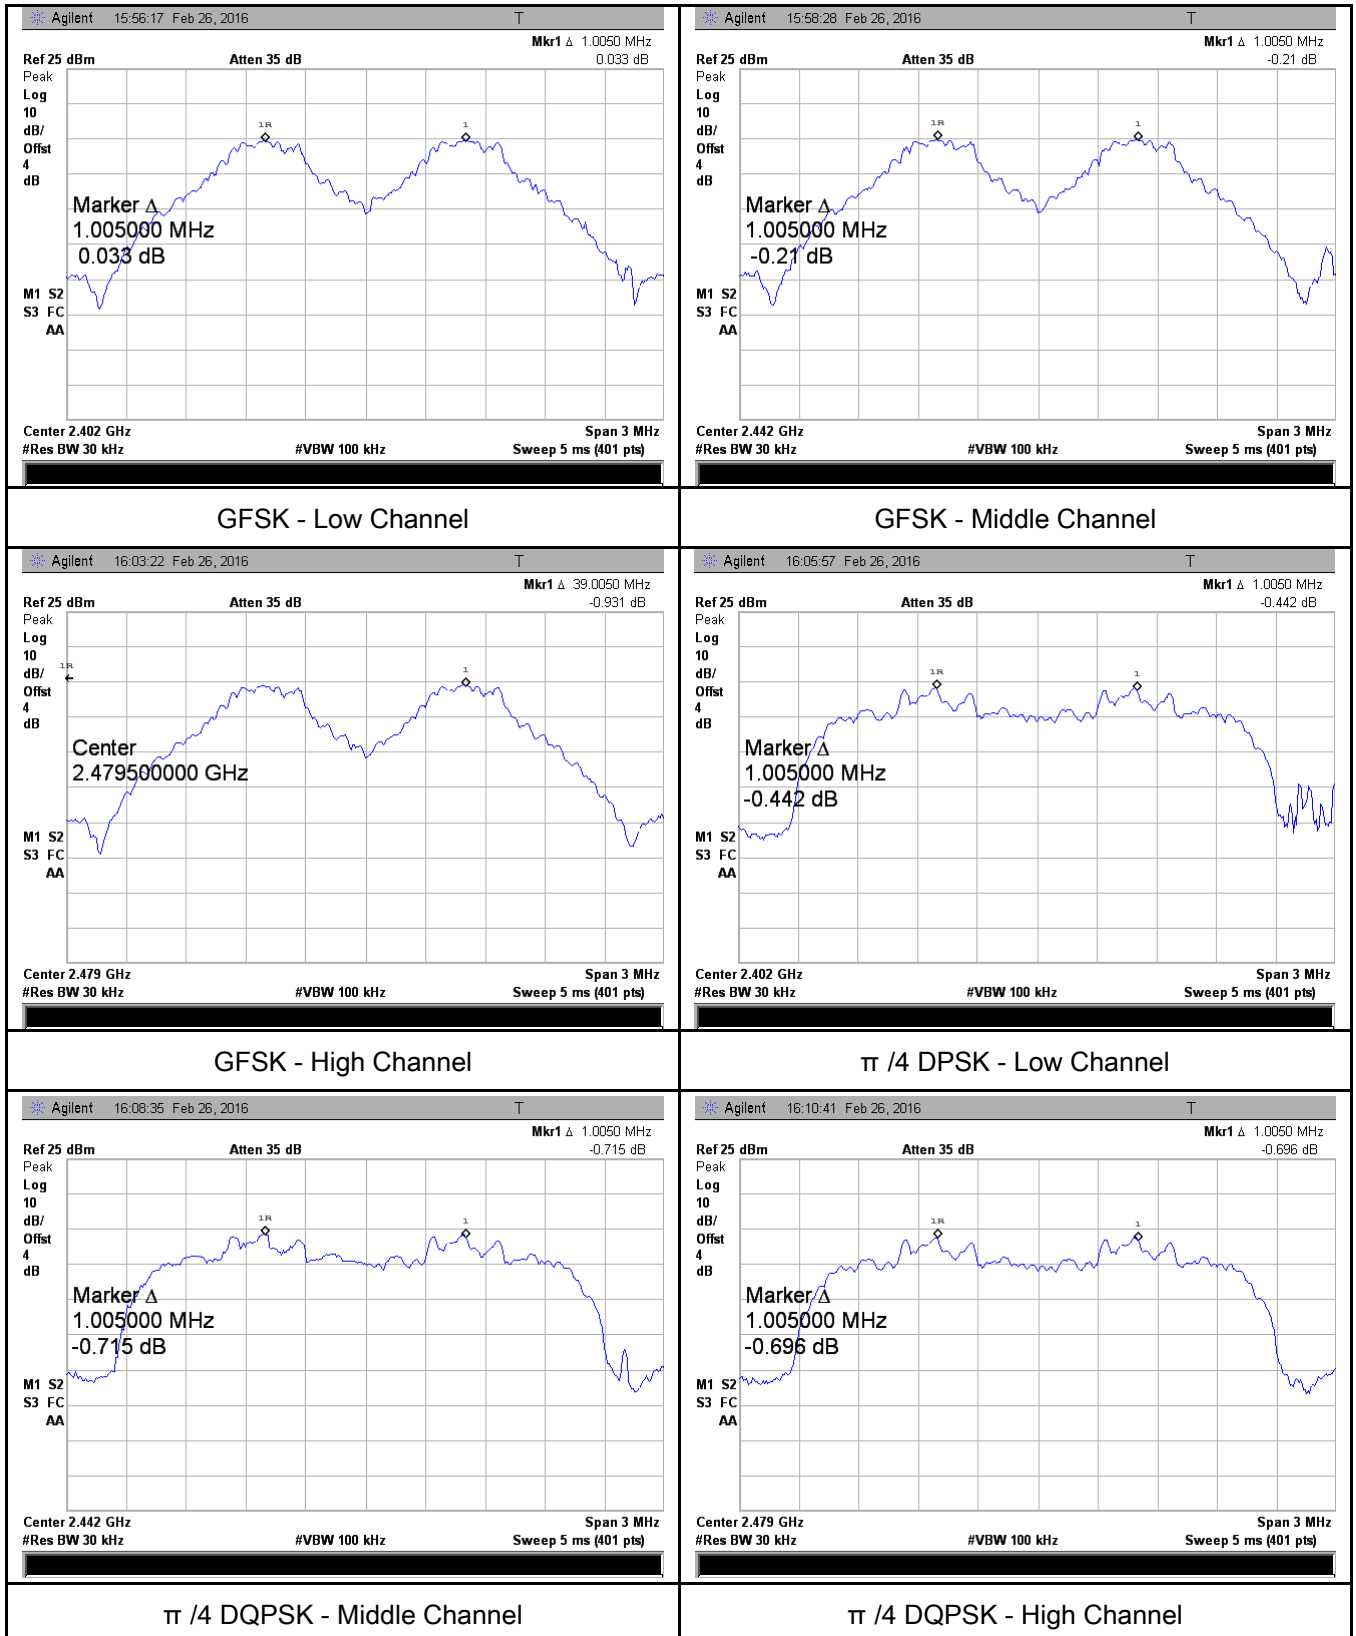 Agilent 15:56:17 Feb 26, 2016 T
Mkr1 Δ 1.0050 MHz
Ref 25 dBm Atten 35 dB 0.033 dB
Peak
Log
10
dB/
Offst
4
dB
1R 1
Marker Δ
1.005000 MHz
0.033 dB
M1 S2
S3 FC
AA
Center 2.402 GHz Span 3 MHz
#Res BW 30 kHz #VBW 100 kHz Sweep 5 ms (401 pts)
GFSK - Low Channel
Agilent 15:58:28 Feb 26, 2016 T
Mkr1 Δ 1.0050 MHz
Ref 25 dBm Atten 35 dB -0.21 dB
Peak
Log
10
dB/
Offst
4
dB
1R 1
Marker Δ
1.005000 MHz
-0.21 dB
M1 S2
S3 FC
AA
Center 2.442 GHz Span 3 MHz
#Res BW 30 kHz #VBW 100 kHz Sweep 5 ms (401 pts)
GFSK - Middle Channel
Agilent 16:03:22 Feb 26, 2016 T
Mkr1 Δ 39.0050 MHz
Ref 25 dBm Atten 35 dB -0.931 dB
Peak
Log
10
dB/
Offst
4
dB
1R 1
Center
2.479500000 GHz
M1 S2
S3 FC
AA
Center 2.479 GHz Span 3 MHz
#Res BW 30 kHz #VBW 100 kHz Sweep 5 ms (401 pts)
GFSK - High Channel
Agilent 16:05:57 Feb 26, 2016 T
Mkr1 Δ 1.0050 MHz
Ref 25 dBm Atten 35 dB -0.442 dB
Peak
Log
10
dB/
Offst
4
dB
1R 1
Marker Δ
1.005000 MHz
-0.442 dB
M1 S2
S3 FC
AA
Center 2.402 GHz Span 3 MHz
#Res BW 30 kHz #VBW 100 kHz Sweep 5 ms (401 pts)
π /4 DPSK - Low Channel
Agilent 16:08:35 Feb 26, 2016 T
Mkr1 Δ 1.0050 MHz
Ref 25 dBm Atten 35 dB -0.715 dB
Peak
Log
10
dB/
Offst
4
dB
1R 1
Marker Δ
1.005000 MHz
-0.715 dB
M1 S2
S3 FC
AA
Center 2.442 GHz Span 3 MHz
#Res BW 30 kHz #VBW 100 kHz Sweep 5 ms (401 pts)
π /4 DQPSK - Middle Channel
Agilent 16:10:41 Feb 26, 2016 T
Mkr1 Δ 1.0050 MHz
Ref 25 dBm Atten 35 dB -0.696 dB
Peak
Log
10
dB/
Offst
4
dB
1R 1
Marker Δ
1.005000 MHz
-0.696 dB
M1 S2
S3 FC
AA
Center 2.479 GHz Span 3 MHz
#Res BW 30 kHz #VBW 100 kHz Sweep 5 ms (401 pts)
π /4 DQPSK - High Channel